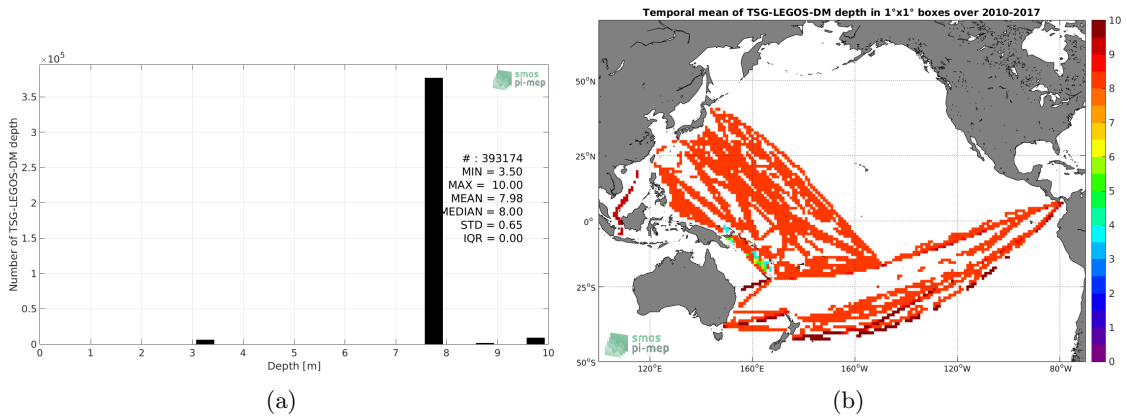 ×10⁵
3.5
3
2.5
2
1.5
1
0.5
0
Number of TSG-LEGOS-DM depth
smos
pi-mep
# : 393174
MIN = 3.50
MAX = 10.00
MEAN = 7.98
MEDIAN = 8.00
STD = 0.65
IQR = 0.00
0 1 2 3 4 5 6 7 8 9 10
Depth [m]
(a)
Temporal mean of TSG-LEGOS-DM depth in 1°x1° boxes over 2010-2017
50°N
25°N
0°
25°S
50°S
120°E 160°E 160°W 120°W 80°W
smos
pi-mep
10
9
8
7
6
5
4
3
2
1
0
(b)